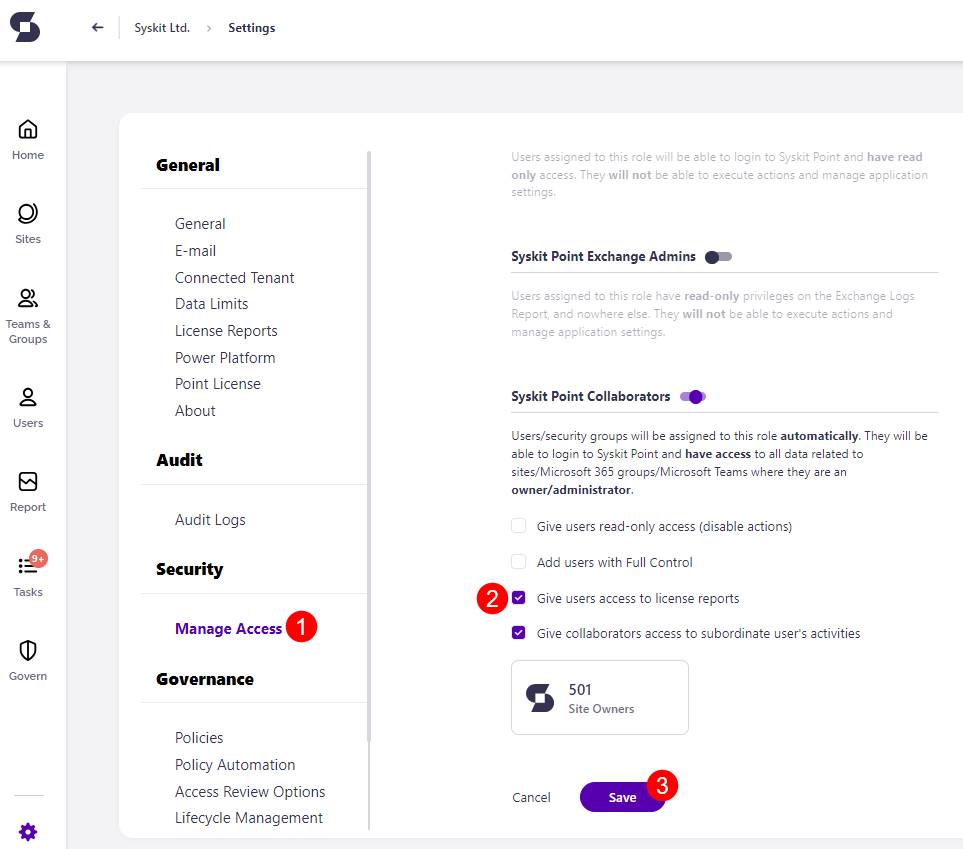 Syskit Ltd. > Settings
Home
Sites
Teams &
Groups
Users
Report
9+
Tasks
Govern
General
General
E-mail
Connected Tenant
Data Limits
License Reports
Power Platform
Point License
About
Audit
Audit Logs
Security
Manage Access 1
Governance
Policies
Policy Automation
Access Review Options
Lifecycle Management
Users assigned to this role will be able to login to Syskit Point and have read
only access. They will not be able to execute actions and manage application
settings.
Syskit Point Exchange Admins
Users assigned to this role have read-only privileges on the Exchange Logs
Report, and nowhere else. They will not be able to execute actions and
manage application settings.
Syskit Point Collaborators
Users/security groups will be assigned to this role automatically. They will be
able to login to Syskit Point and have access to all data related to
sites/Microsoft 365 groups/Microsoft Teams where they are an
owner/administrator.
Give users read-only access (disable actions)
Add users with Full Control
2 Give users access to license reports
Give collaborators access to subordinate user's activities
501
Site Owners
Cancel
Save 3